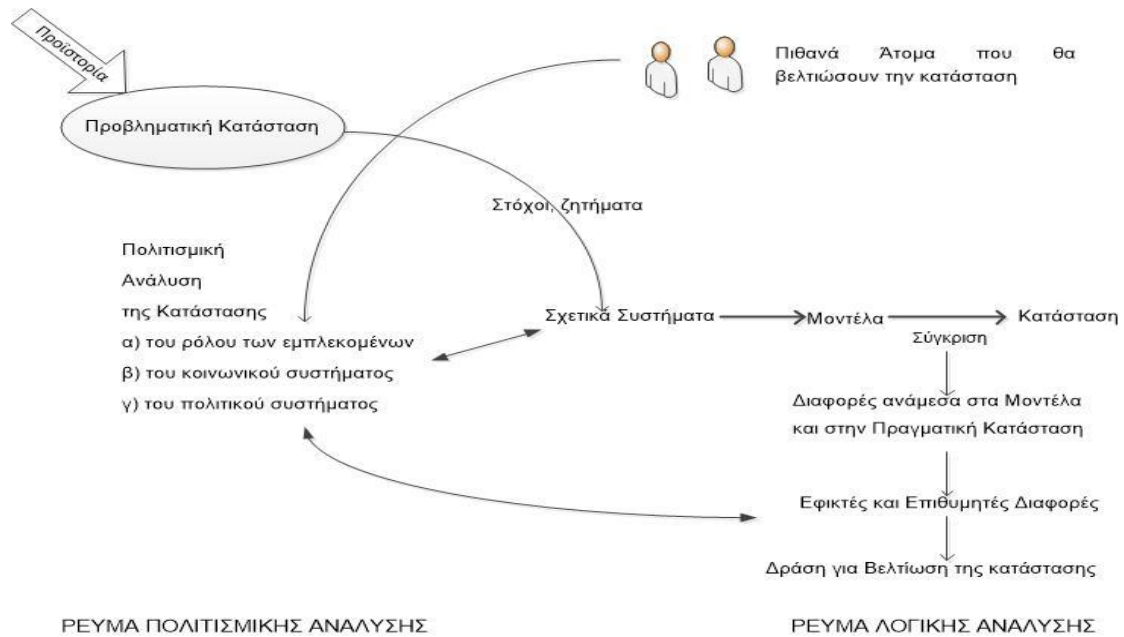 Προϊστορία
Προβληματική Κατάσταση
Πιθανά Άτομα που θα
βελτιώσουν την κατάσταση
Στόχοι, ζητήματα
Πολιτισμική
Ανάλυση
της Κατάστασης
α) του ρόλου των εμπλεκομένων
β) του κοινωνικού συστήματος
γ) του πολιτικού συστήματος
Σχετικά Συστήματα
Μοντέλα
Κατάσταση
Σύγκριση
Διαφορές ανάμεσα στα Μοντέλα
και στην Πραγματική Κατάσταση
Εφικτές και Επιθυμητές Διαφορές
Δράση για Βελτίωση της κατάστασης
ΡΕΥΜΑ ΠΟΛΙΤΙΣΜΙΚΗΣ ΑΝΑΛΥΣΗΣ
ΡΕΥΜΑ ΛΟΓΙΚΗΣ ΑΝΑΛΥΣΗΣ